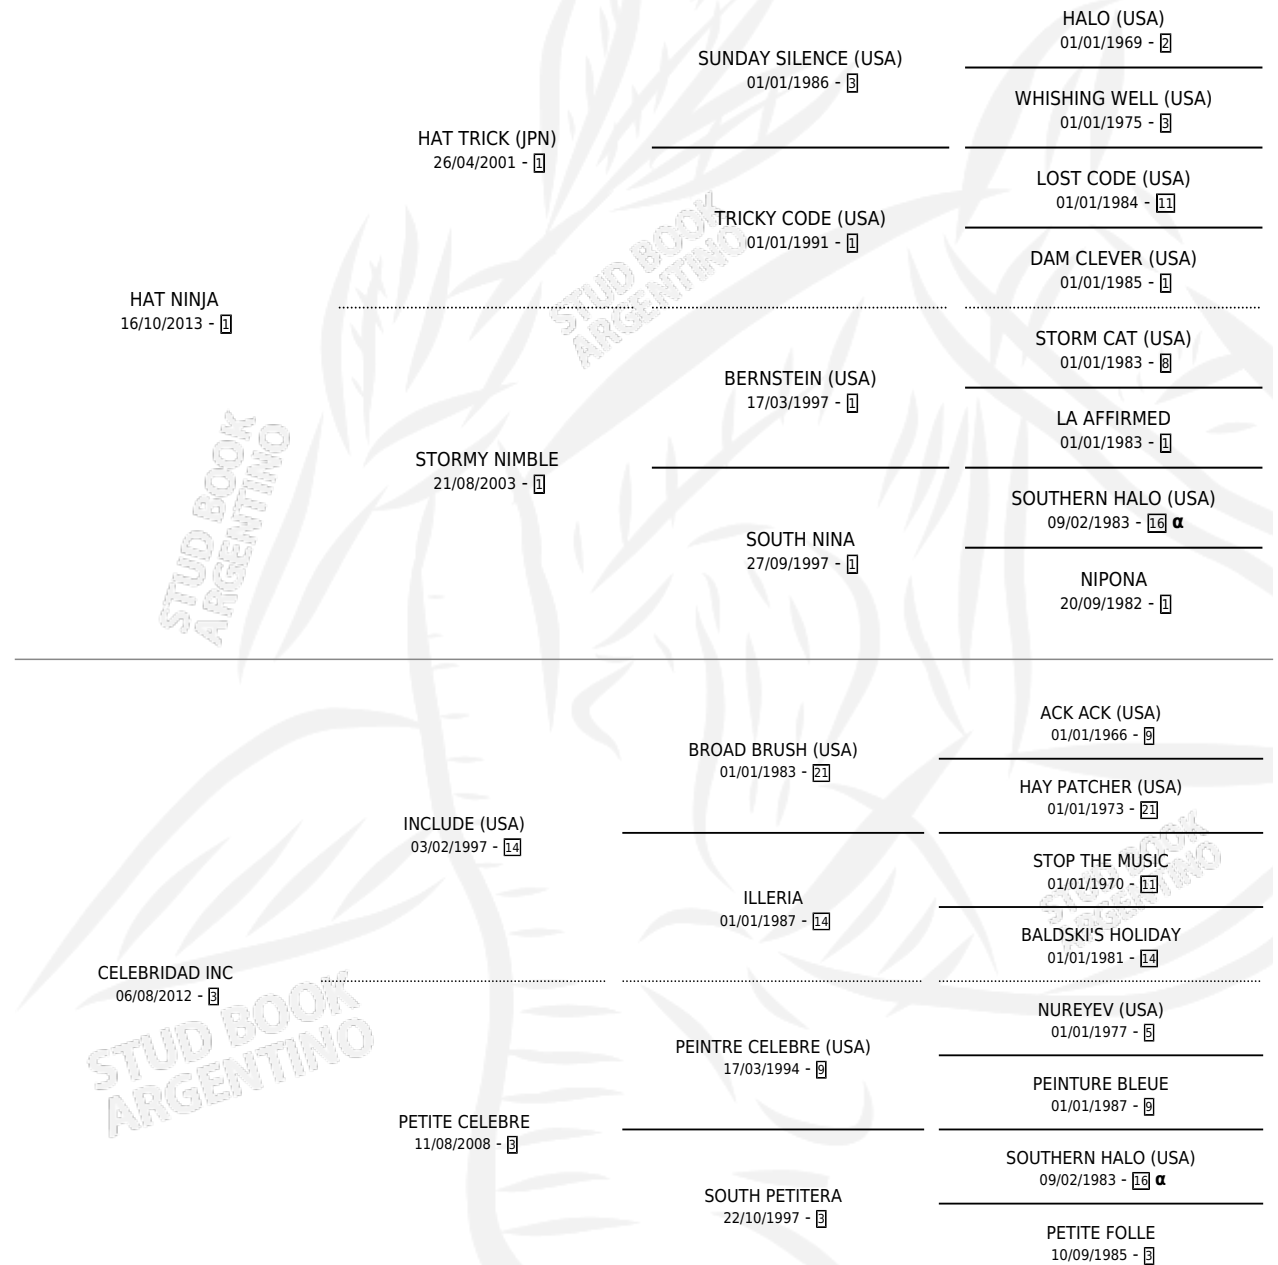 HALO (USA)
01/01/1969 - 2
SUNDAY SILENCE (USA)
01/01/1986 - 3
WHISHING WELL (USA)
01/01/1975 - 3
HAT TRICK (JPN)
26/04/2001 - 1
LOST CODE (USA)
01/01/1984 - 11
TRICKY CODE (USA)
01/01/1991 - 1
DAM CLEVER (USA)
01/01/1985 - 1
HAT NINJA
16/10/2013 - 1
STORM CAT (USA)
01/01/1983 - 8
BERNSTEIN (USA)
17/03/1997 - 1
LA AFFIRMED
01/01/1983 - 1
STORMY NIMBLE
21/08/2003 - 1
SOUTHERN HALO (USA)
09/02/1983 - 16 α
SOUTH NINA
27/09/1997 - 1
NIPONA
20/09/1982 - 1
ACK ACK (USA)
01/01/1966 - 9
BROAD BRUSH (USA)
01/01/1983 - 21
HAY PATCHER (USA)
01/01/1973 - 21
INCLUDE (USA)
03/02/1997 - 14
STOP THE MUSIC
01/01/1970 - 11
ILLERIA
01/01/1987 - 14
BALDSKI'S HOLIDAY
01/01/1981 - 14
CELEBRIDAD INC
06/08/2012 - 3
NUREYEV (USA)
01/01/1977 - 5
PEINTRE CELEBRE (USA)
17/03/1994 - 9
PEINTURE BLEUE
01/01/1987 - 9
PETITE CELEBRE
11/08/2008 - 3
SOUTHERN HALO (USA)
09/02/1983 - 16 α
SOUTH PETITERA
22/10/1997 - 3
PETITE FOLLE
10/09/1985 - 3
STUD BOOK
ARGENTINO
STUD BOOK
ARGENTINO
STUD BOOK
ARGENTINO
STUD BOOK
ARGENTINO